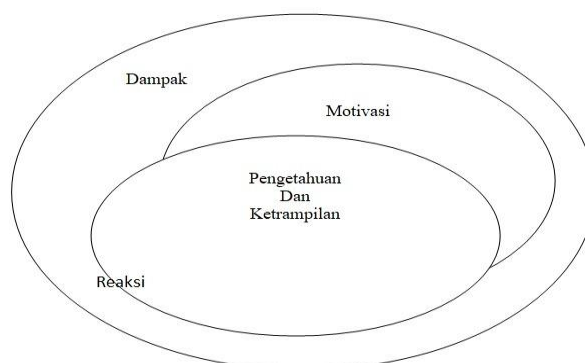 Dampak
Motivasi
Pengetahuan
Dan
Ketrampilan
Reaksi